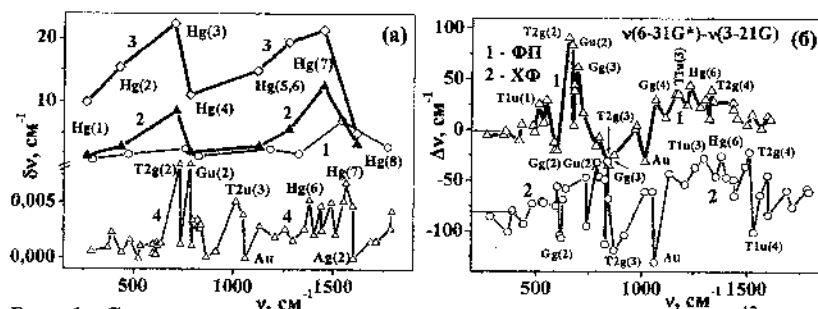 20
10
0
0,005
0,000
δν, см⁻¹
Hg(1)
Hg(2)
3
Hg(3)
2
Hg(4)
3
Hg(5,6)
2
Hg(7)
1
Hg(8)
(а)
T2g(2)
Gu(2)
T2u(3)
Hg(6)
Hg(7)
4
4
Au
Ag(2)
500
1000
1500
ν, см⁻¹
100
50
0
-50
-100
Δν, см⁻¹
ν(6-31G*)-ν(3-21G)
(б)
1 - ФП
2 - ХФ
T2g(2)
Gu(2)
1
Gg(3)
T1u(1)
Gg(4)
T1u(3)
Hg(6)
T2g(4)
1
T2g(3)
Gg(2)
Gu(2)
Au
Gg(3)
T1u(3)
Hg(6)
T2g(4)
2
2
Gg(2)
T2g(3)
Au
T1u(4)
500
1000
1500
ν, см⁻¹